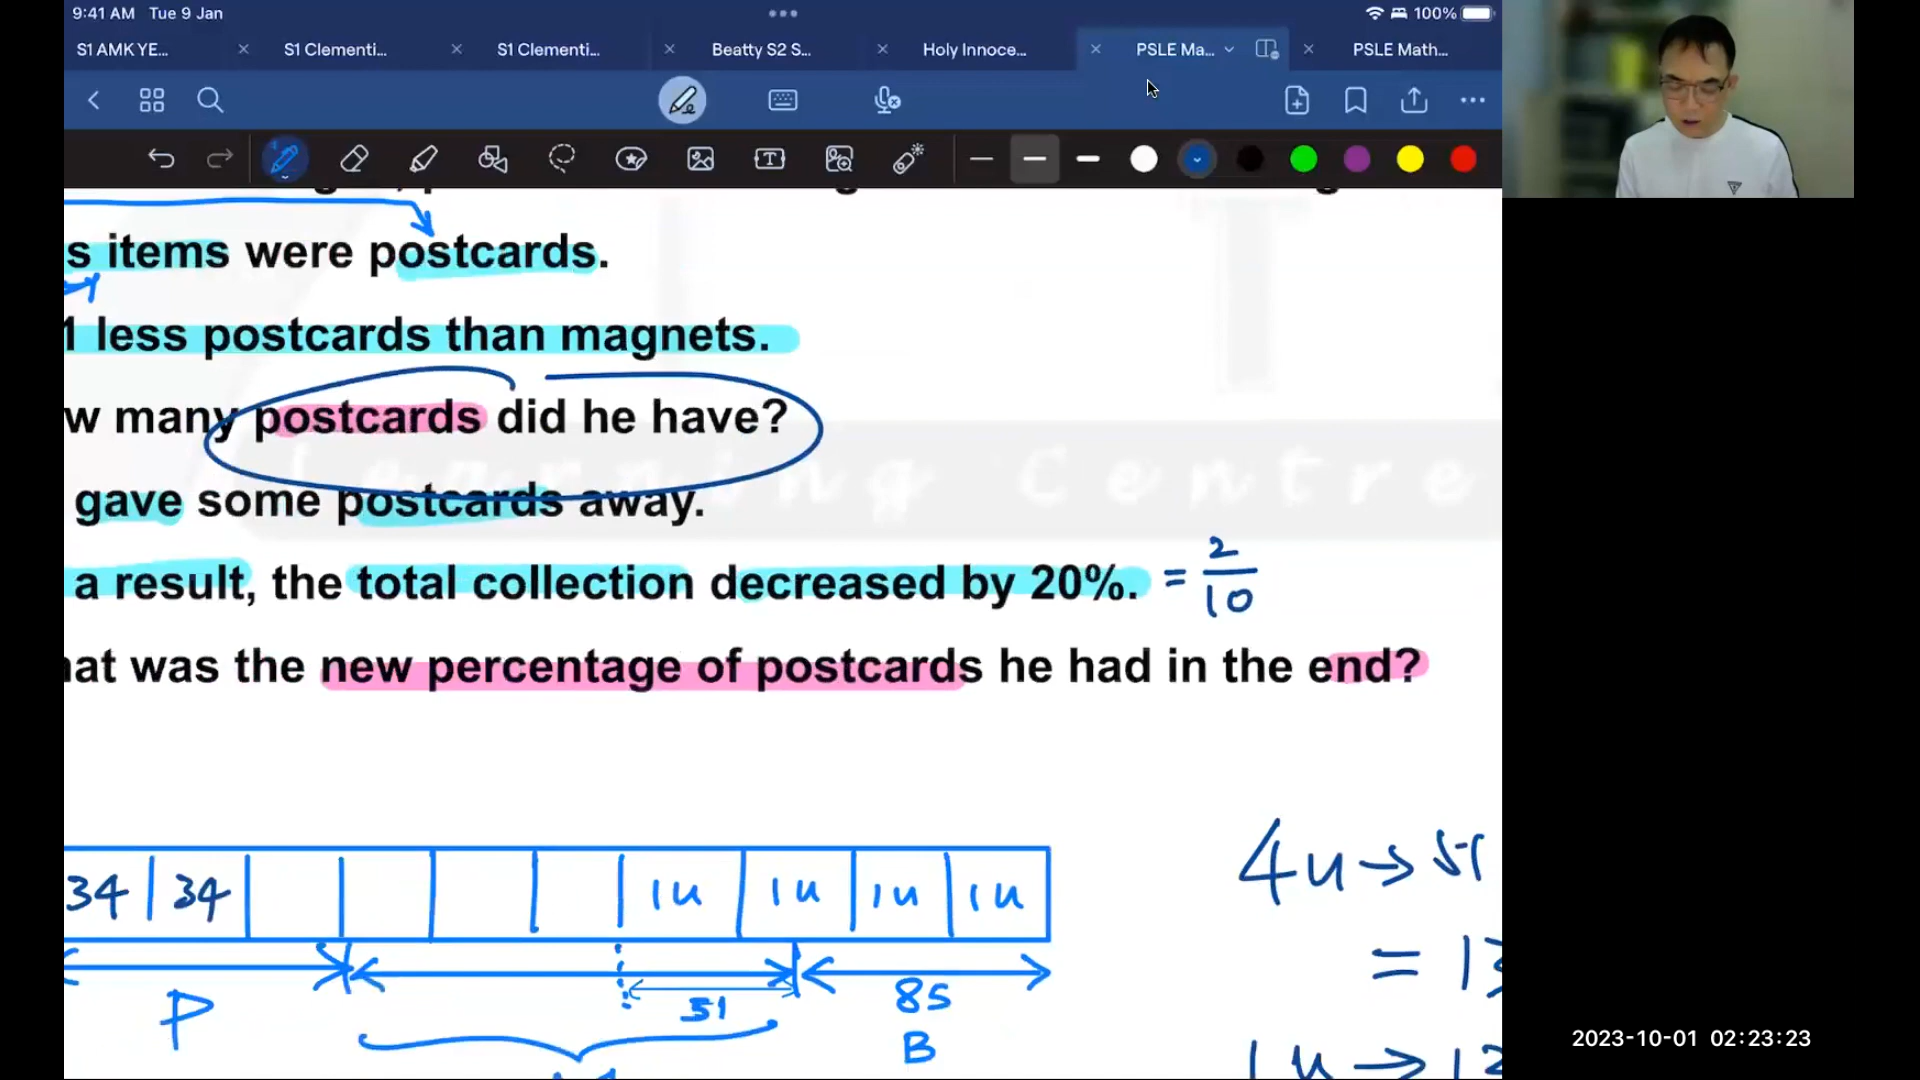 9:41 AM Tue 9 Jan
100%
S1 AMK YE...
S1 Clementi...
S1 Clementi...
Beatty S2 S...
Holy Innoce...
PSLE Ma...
PSLE Math...
s items were postcards.
1 less postcards than magnets.
w many postcards did he have?
Learning Centre
gave some postcards away.
a result, the total collection decreased by 20%. = 2/10
hat was the new percentage of postcards he had in the end?
34 34 1u 1u 1u 1u
4u → 51
= 13
P
51
85
B
1u →
2023-10-01 02:23:23